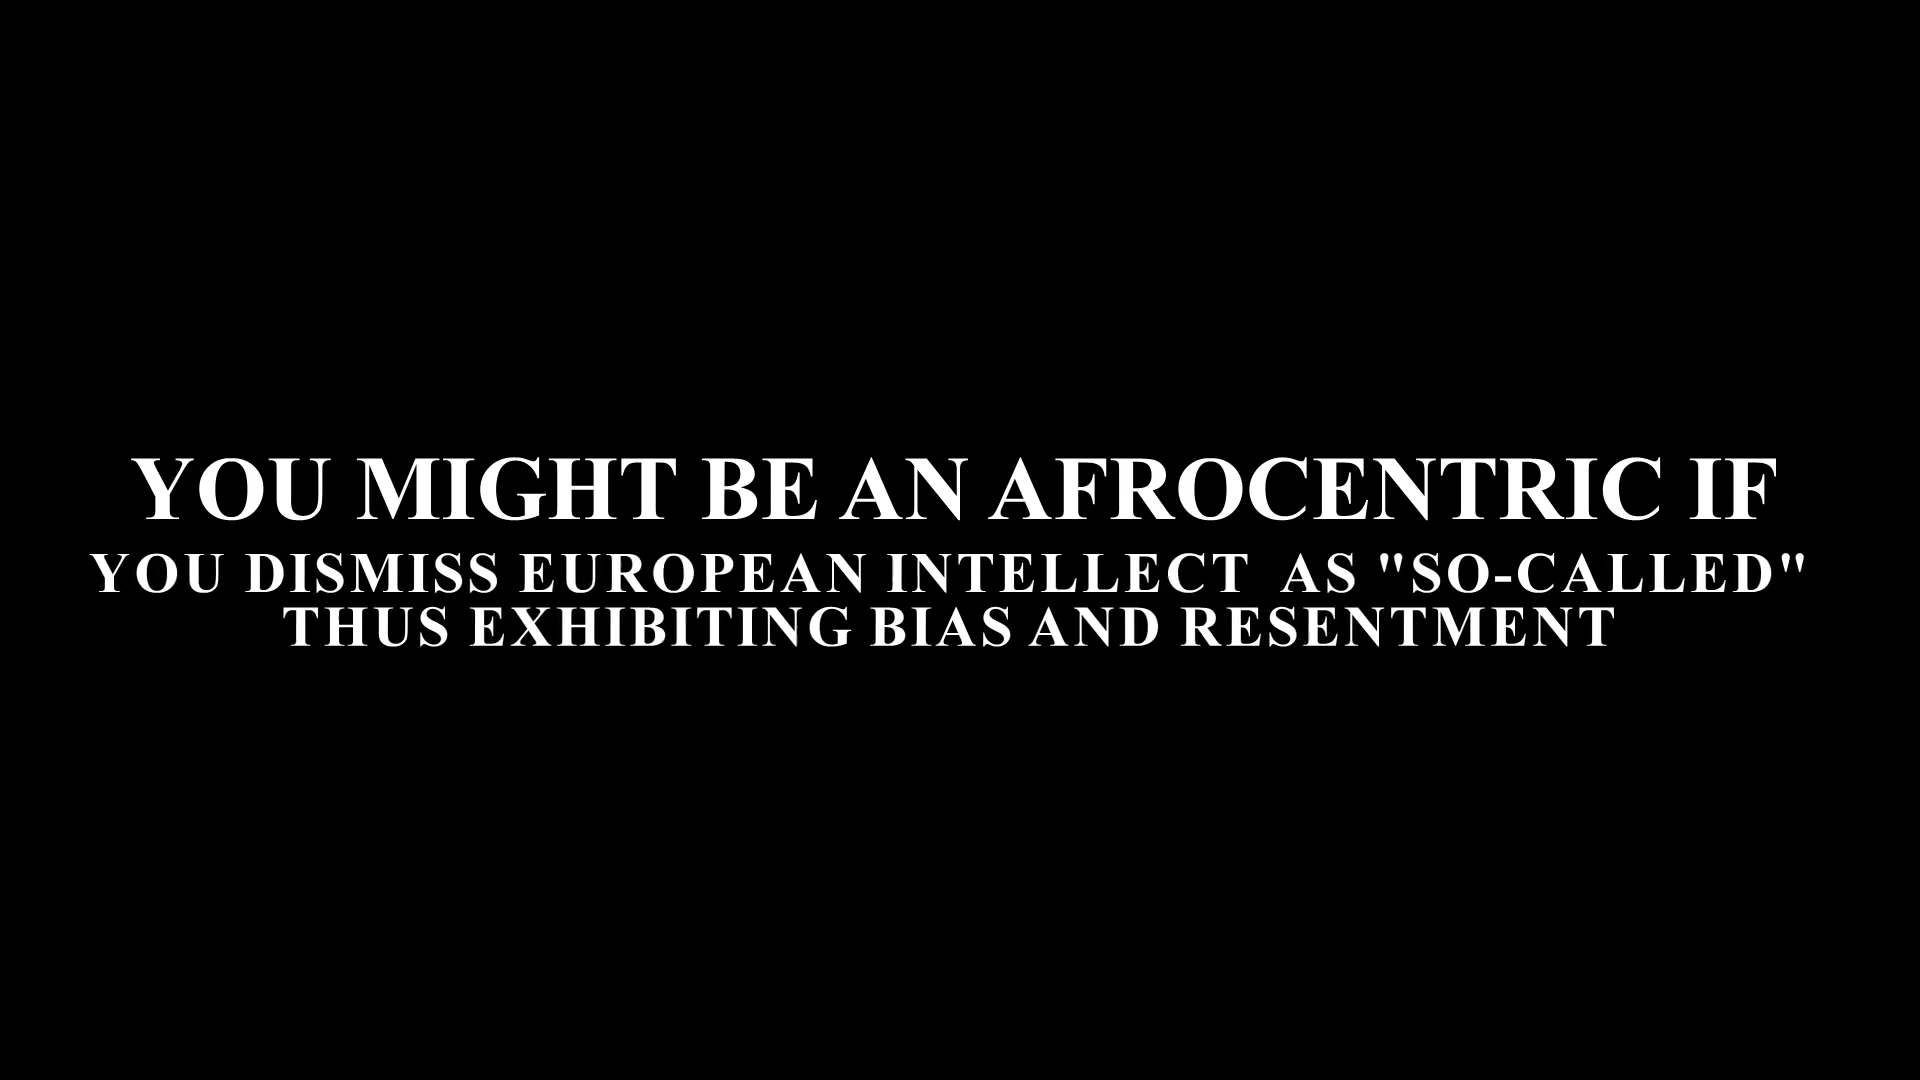 YOU MIGHT BE AN AFROCENTRIC IF
YOU DISMISS EUROPEAN INTELLECT AS "SO-CALLED"
THUS EXHIBITING BIAS AND RESENTMENT